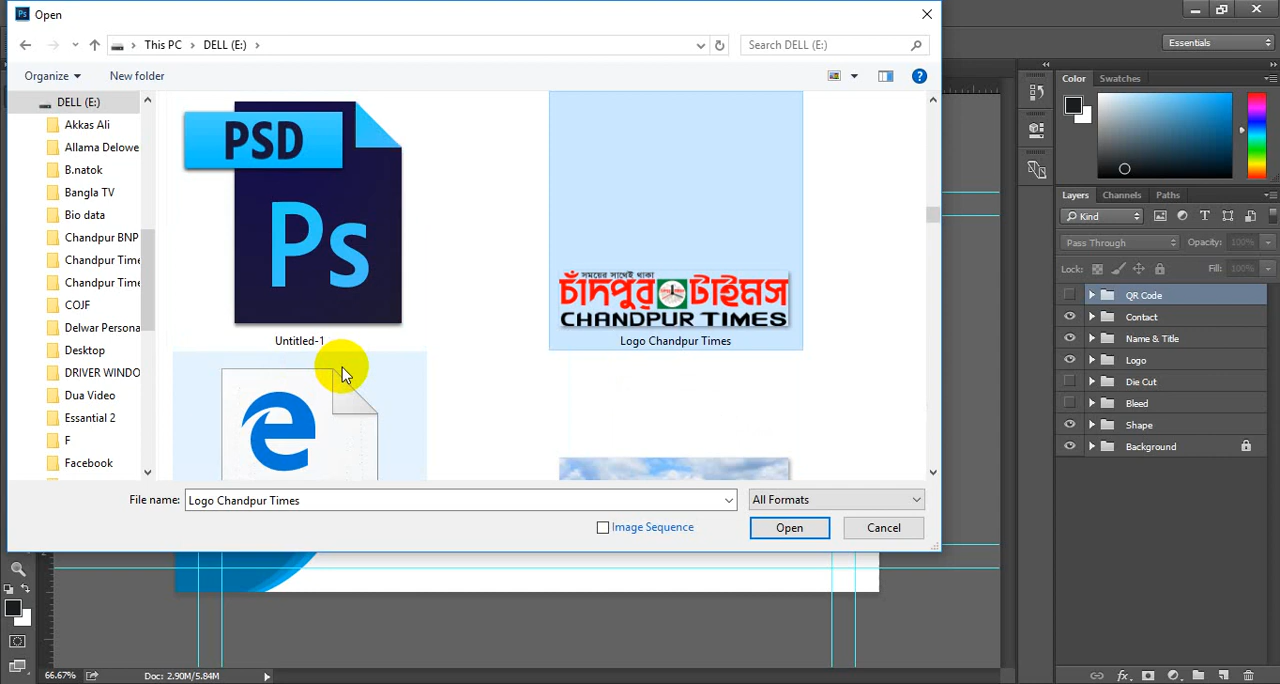 Ps Open
This PC DELL (E:) Search DELL (E:)
Essentials
Organize New folder ?
DELL (E:)
Akkas Ali
Allama Delowe
B.natok
Bangla TV
Bio data
Chandpur BNP
Chandpur Time
Chandpur Time
COJF
Delwar Persona
Desktop
DRIVER WINDO
Dua Video
Essantial 2
F
Facebook
PSD
Ps
Untitled-1
সময়ের সাথেই থাকা
চাঁদপুর টাইমস
CHANDPUR TIMES
Logo Chandpur Times
File name: Logo Chandpur Times All Formats
Image Sequence Open Cancel
Color Swatches
Layers Channels Paths
Kind T
Pass Through Opacity: 100%
Lock: Fill: 100%
QR Code
Contact
Name & Title
Logo
Die Cut
Bleed
Shape
Background
66.67% Doc: 2.90M/5.84M
fx